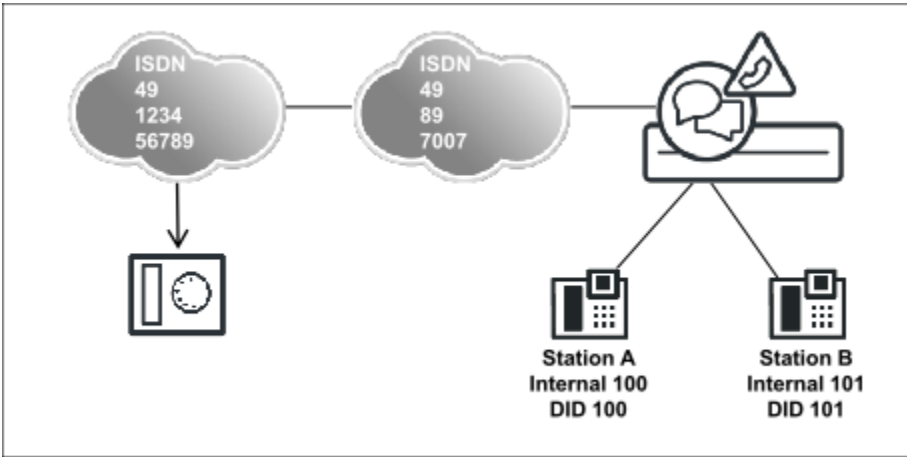 ISDN
49
1234
56789
ISDN
49
89
7007
Station A
Internal 100
DID 100
Station B
Internal 101
DID 101